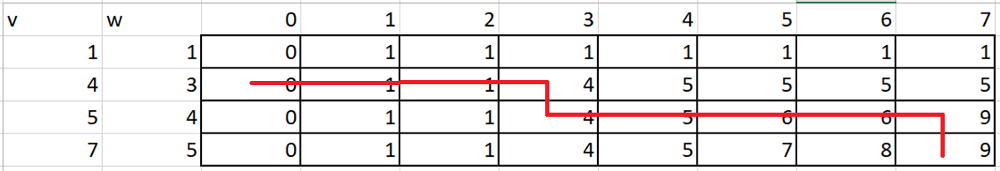 v w 0 1 2 3 4 5 6 7
1 1 0 1 1 1 1 1 1 1
4 3 0 1 1 4 5 5 5 5
5 4 0 1 1 4 5 6 6 9
7 5 0 1 1 4 5 7 8 9